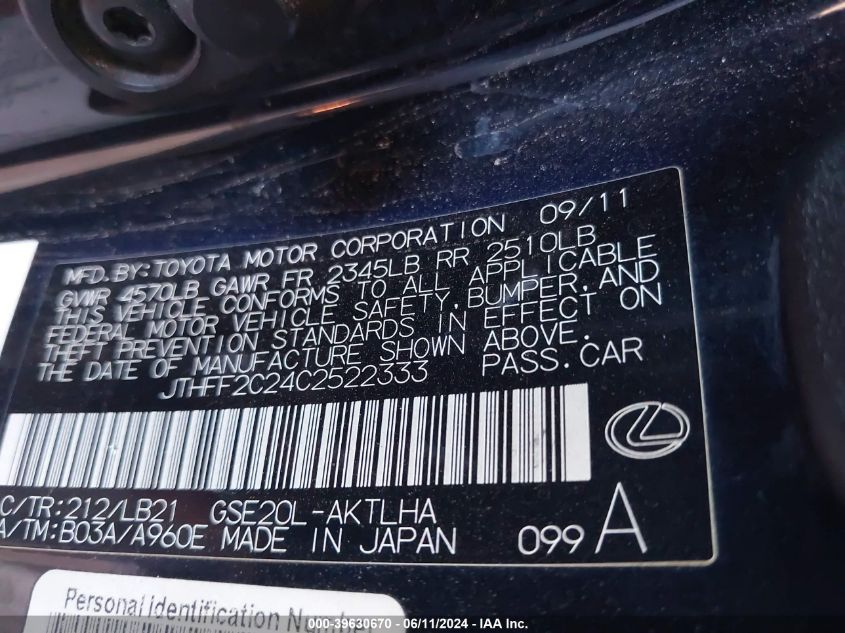 MFD. BY: TOYOTA MOTOR CORPORATION 09/11
GVWR 4570LB GAWR FR 2345LB RR 2510LB
THIS VEHICLE CONFORMS TO ALL APPLICABLE
FEDERAL MOTOR VEHICLE SAFETY, BUMPER, AND
THEFT PREVENTION STANDARDS IN EFFECT ON
THE DATE OF MANUFACTURE SHOWN ABOVE.
JTHFF2C24C2522333 PASS. CAR
C/TR: 212/LB21 GSE20L-AKTLHA
A/TM: B03A/A960E MADE IN JAPAN 099 A
Personal identification Number
000-39630670 - 06/11/2024 - IAA Inc.